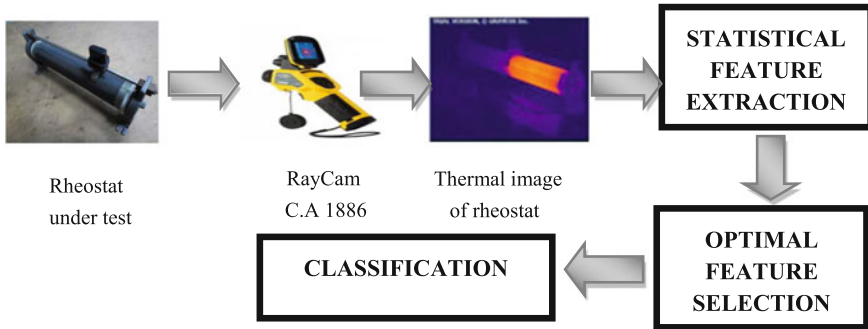 STATISTICAL
FEATURE
EXTRACTION
Rheostat
under test
RayCam
C.A 1886
Thermal image
of rheostat
OPTIMAL
FEATURE
SELECTION
CLASSIFICATION